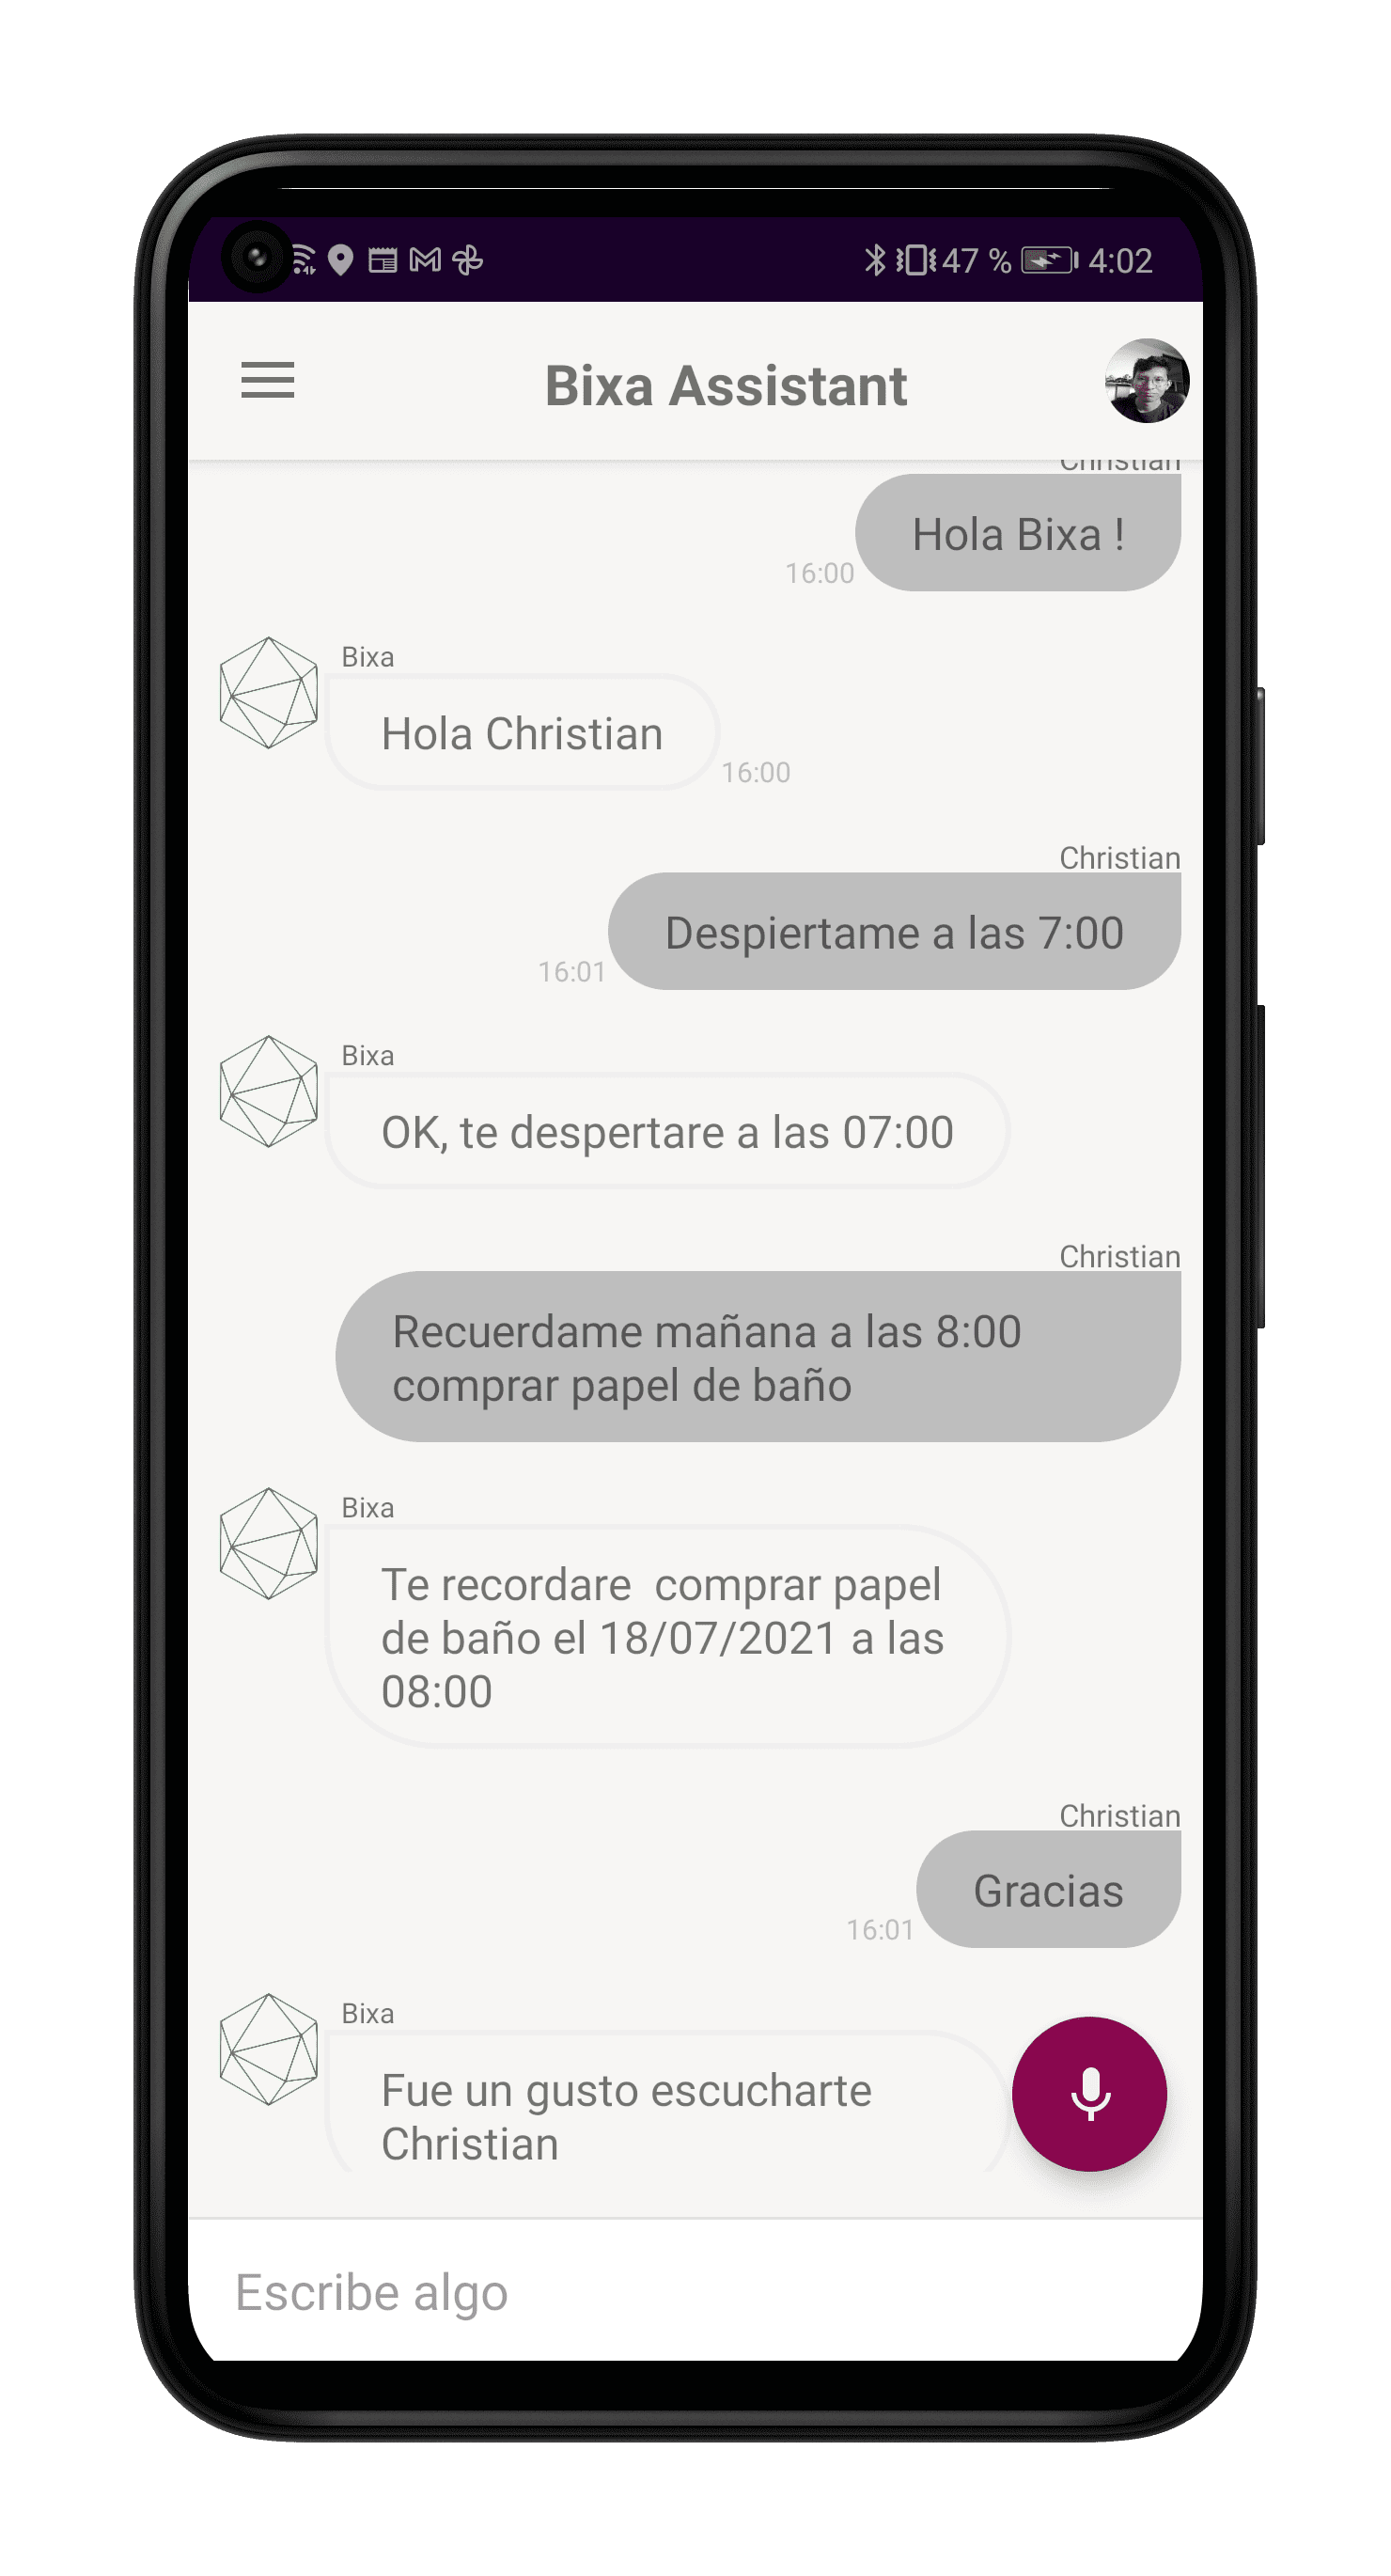 47 % 4:02
Bixa Assistant
Christian
Hola Bixa !
16:00
Bixa
Hola Christian
16:00
Christian
Despiertame a las 7:00
16:01
Bixa
OK, te despertare a las 07:00
Christian
Recuerdame mañana a las 8:00
comprar papel de baño
Bixa
Te recordare  comprar papel
de baño el 18/07/2021 a las
08:00
Christian
Gracias
16:01
Bixa
Fue un gusto escucharte
Christian
Escribe algo